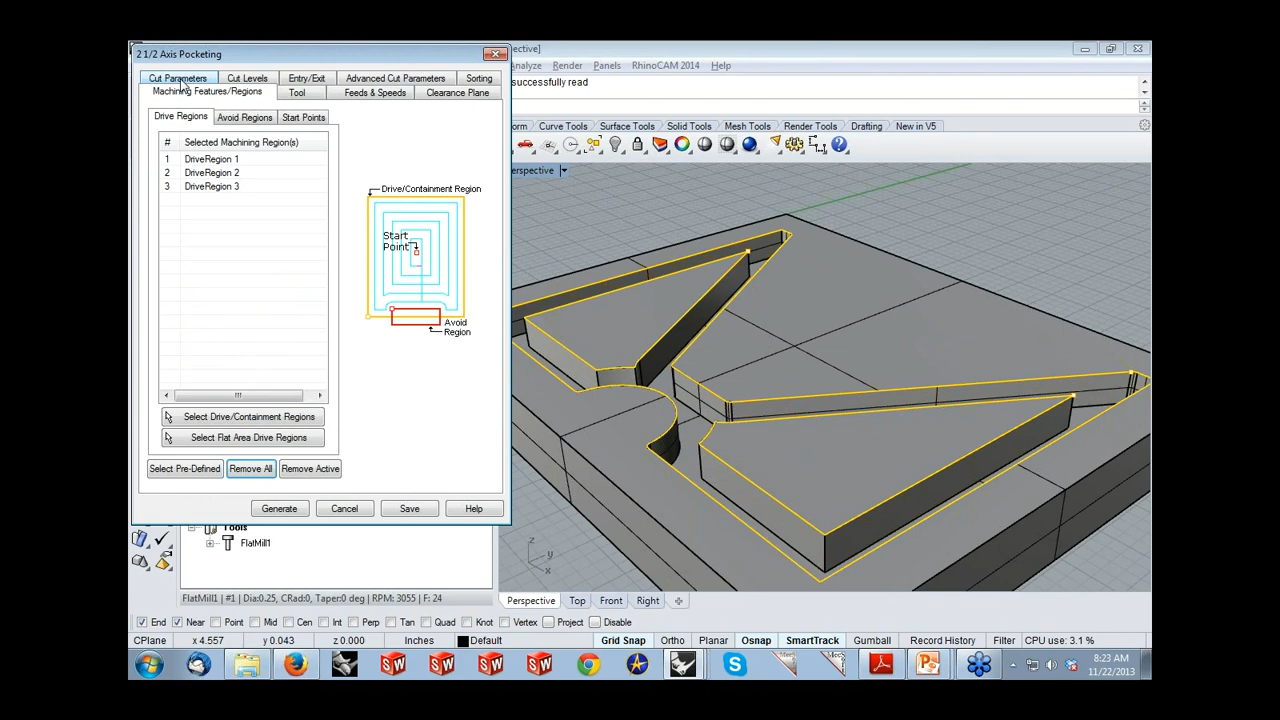 2 1/2 Axis Pocketing
Cut Parameters Cut Levels Entry/Exit Advanced Cut Parameters Sorting
Machining Features/Regions Tool Feeds & Speeds Clearance Plane
Drive Regions Avoid Regions Start Points
# Selected Machining Region(s)
1 DriveRegion 1
2 DriveRegion 2
3 DriveRegion 3
Drive/Containment Region
Start
Point
Avoid
Region
Select Drive/Containment Regions
Select Flat Area Drive Regions
Select Pre-Defined Remove All Remove Active
Generate Cancel Save Help
Render Panels RhinoCAM 2014 Help
successfully read
Curve Tools Surface Tools Solid Tools Mesh Tools Render Tools Drafting New in V5
Tools
FlatMill1
FlatMill1 | #1 | Dia:0.25, CRad:0, Taper:0 deg | RPM: 3055 | F: 24
z
y
x
Perspective Top Front Right
End Near Point Mid Cen Int Perp Tan Quad Knot Vertex Project Disable
CPlane x 4.557 y 0.043 z 0.000 Inches Default Grid Snap Ortho Planar Osnap SmartTrack Gumball Record History Filter CPU use: 3.1 %
SW SW SW SW
8:23 AM
11/22/2013